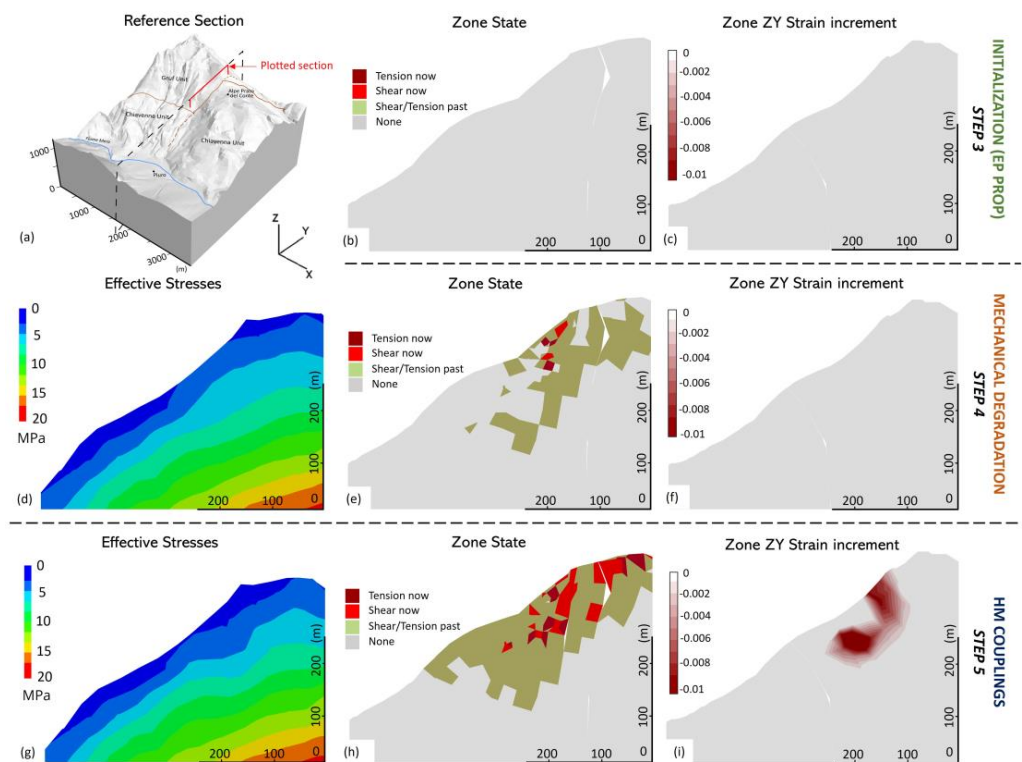 Reference Section
Zone State
Zone ZY Strain increment
INITIALIZATION (EP PROP)
STEP 3
Plotted section
Gruf Unit
Alpe Prato
del Conte
Chiavenna Unit
Chiavenna Unit
Fiume Mera
Piuro
1000
0
1000
2000
3000
(m)
Z
Y
X
(a)
Tension now
Shear now
Shear/Tension past
None
(m)
200
100
200
100
0
(b)
0
-0.002
-0.004
-0.006
-0.008
-0.01
(m)
200
100
200
100
0
(c)
Effective Stresses
Zone State
Zone ZY Strain increment
MECHANICAL DEGRADATION
STEP 4
0
5
10
15
20
MPa
(m)
200
100
200
100
0
(d)
Tension now
Shear now
Shear/Tension past
None
(m)
200
100
200
100
0
(e)
0
-0.002
-0.004
-0.006
-0.008
-0.01
(m)
200
100
200
100
0
(f)
Effective Stresses
Zone State
Zone ZY Strain increment
HM COUPLINGS
STEP 5
0
5
10
15
20
MPa
(m)
200
100
200
100
0
(g)
Tension now
Shear now
Shear/Tension past
None
(m)
200
100
200
100
0
(h)
0
-0.002
-0.004
-0.006
-0.008
-0.01
(m)
200
100
200
100
0
(i)